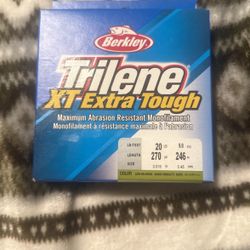 Berkley
Trilene
XT Extra Tough
Maximum Abrasion Resistant Monofilament
Monofilament à résistance maximale à l'abrasion
LB TEST 20
LENGTH 270 246
COLOR